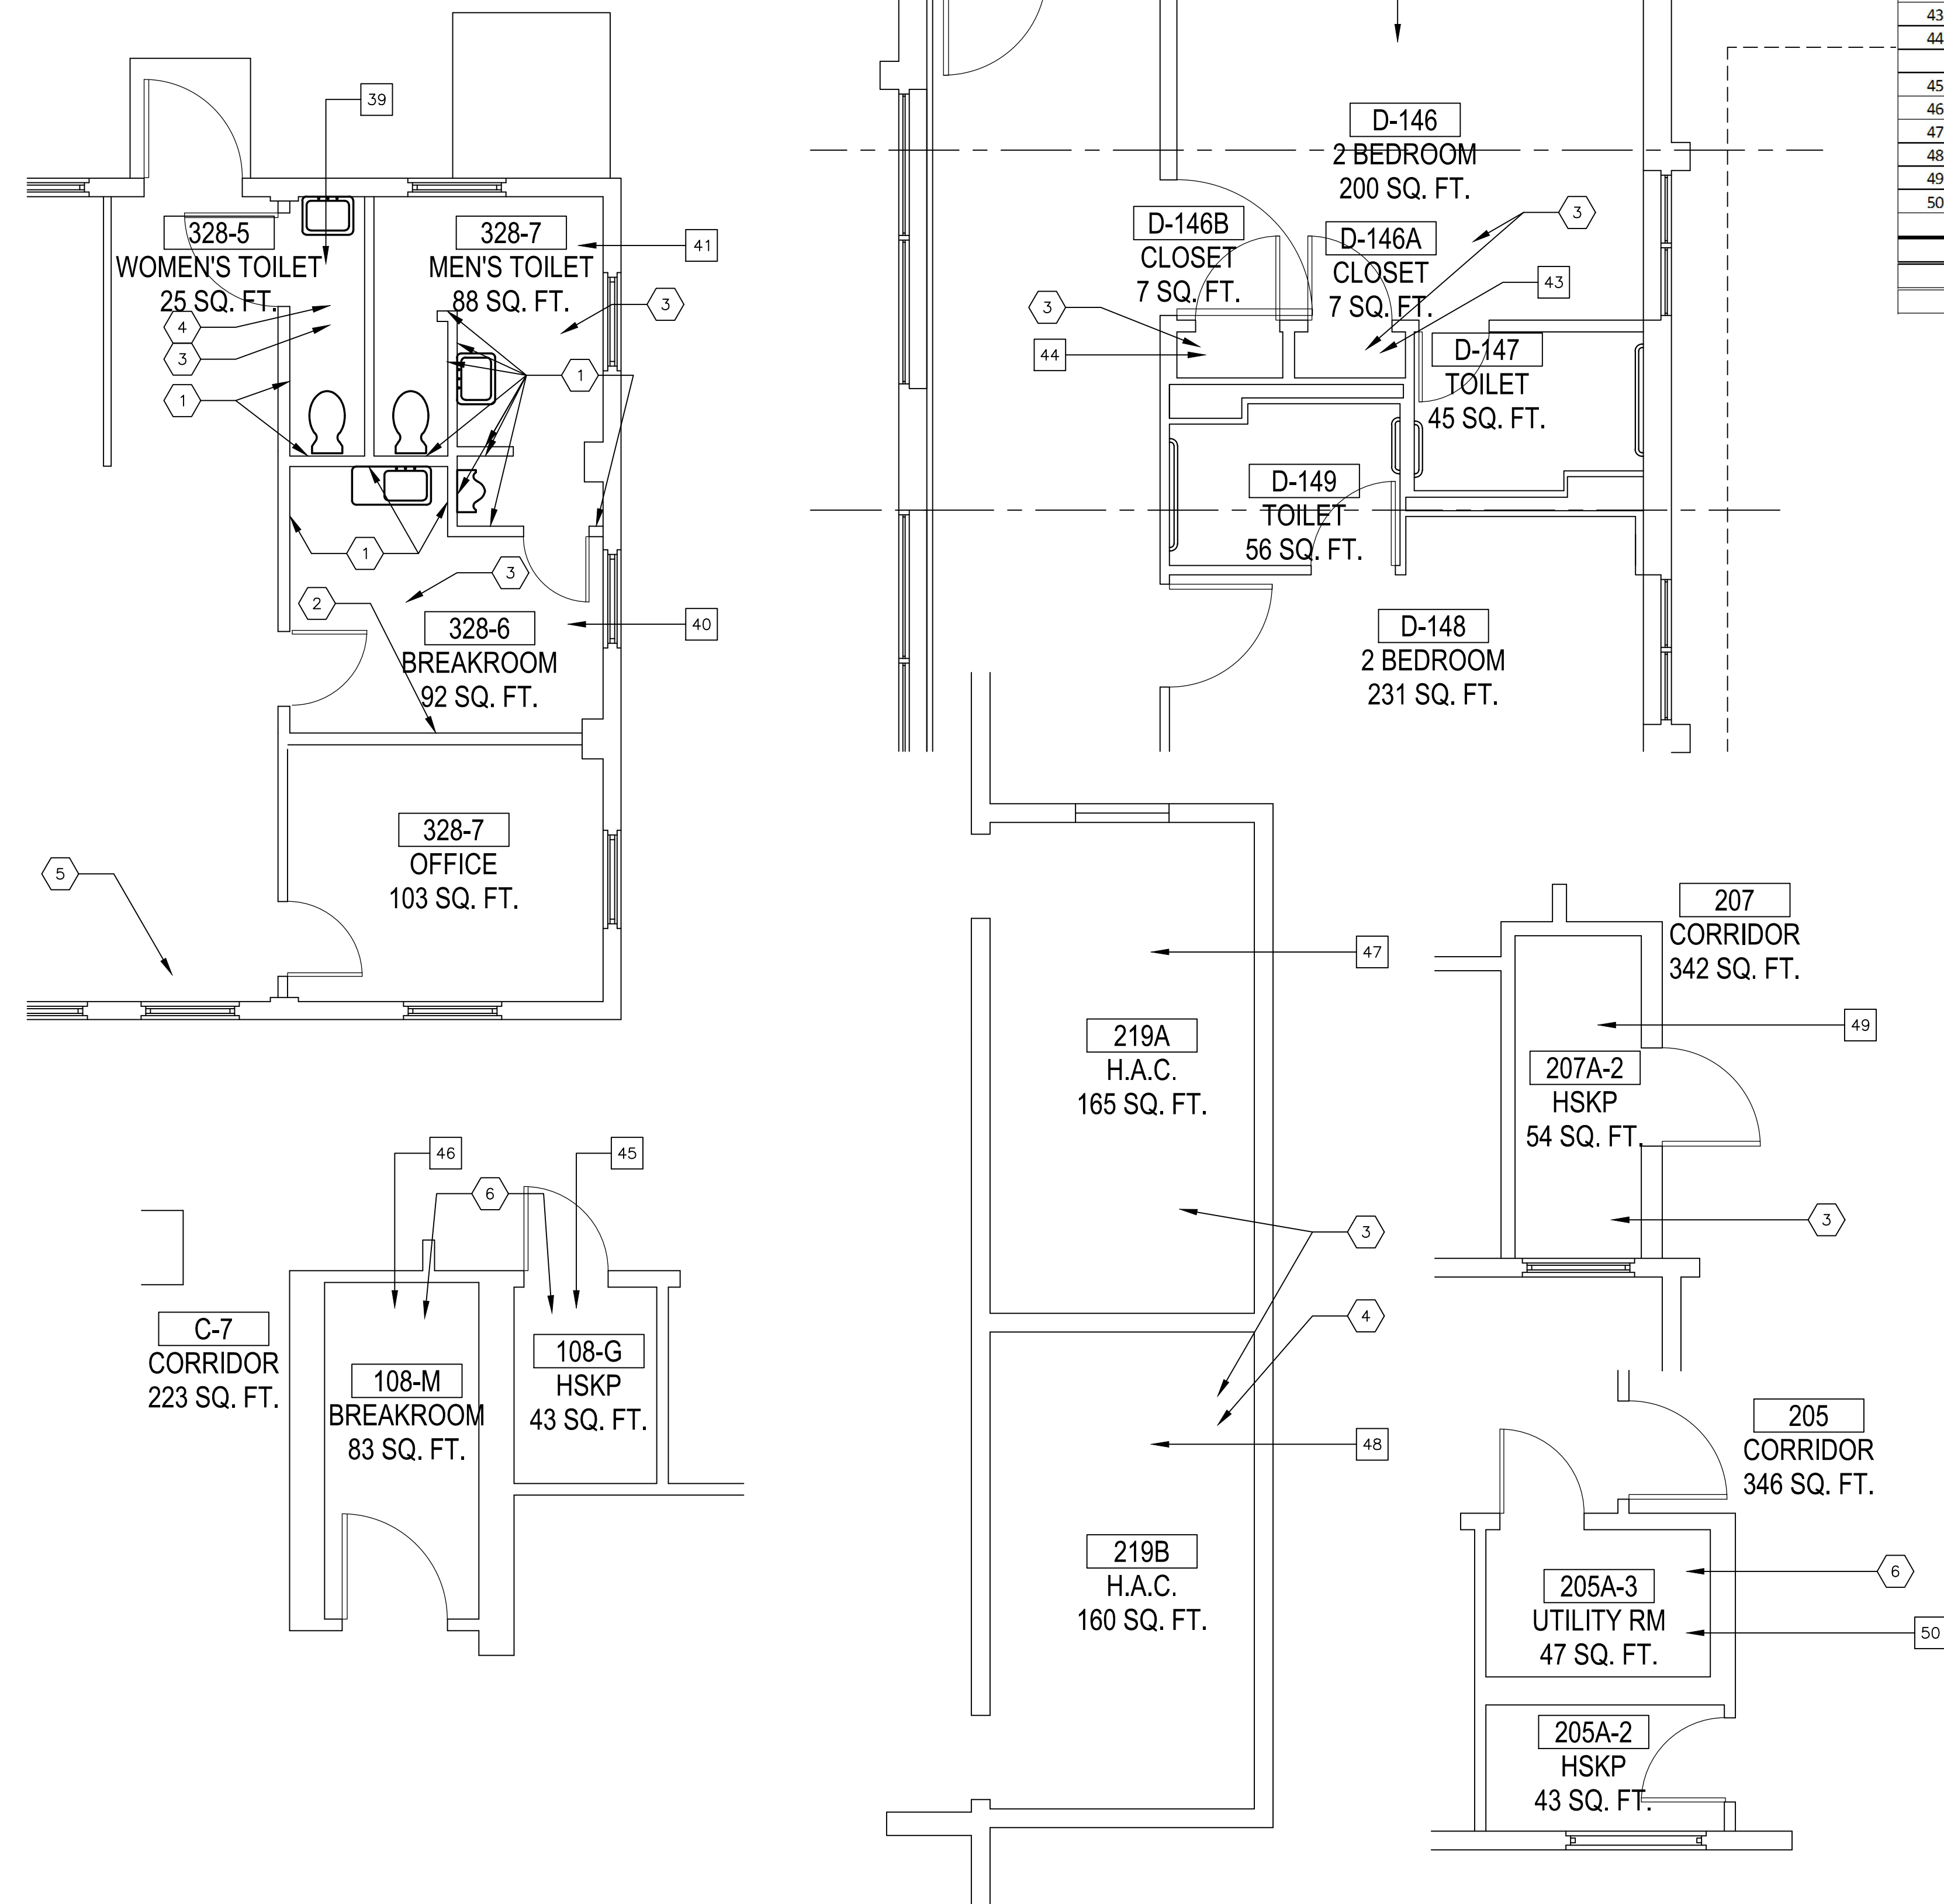 39
328-5
WOMEN'S TOILET
25 SQ. FT.
328-7
MEN'S TOILET
88 SQ. FT.
41
3
4
3
1
1
1
3
2
40
328-6
BREAKROOM
92 SQ. FT.
328-7
OFFICE
103 SQ. FT.
5
D-146
2 BEDROOM
200 SQ. FT.
D-146B
CLOSET
7 SQ. FT.
D-146A
CLOSET
7 SQ. FT.
3
43
3
44
D-147
TOILET
45 SQ. FT.
D-149
TOILET
56 SQ. FT.
D-148
2 BEDROOM
231 SQ. FT.
43
44
45
46
47
48
49
50
46
45
6
C-7
CORRIDOR
223 SQ. FT.
108-M
BREAKROOM
83 SQ. FT.
108-G
HSKP
43 SQ. FT.
47
219A
H.A.C.
165 SQ. FT.
3
4
48
219B
H.A.C.
160 SQ. FT.
207
CORRIDOR
342 SQ. FT.
49
207A-2
HSKP
54 SQ. FT.
3
205
CORRIDOR
346 SQ. FT.
6
205A-3
UTILITY RM
47 SQ. FT.
50
205A-2
HSKP
43 SQ. FT.